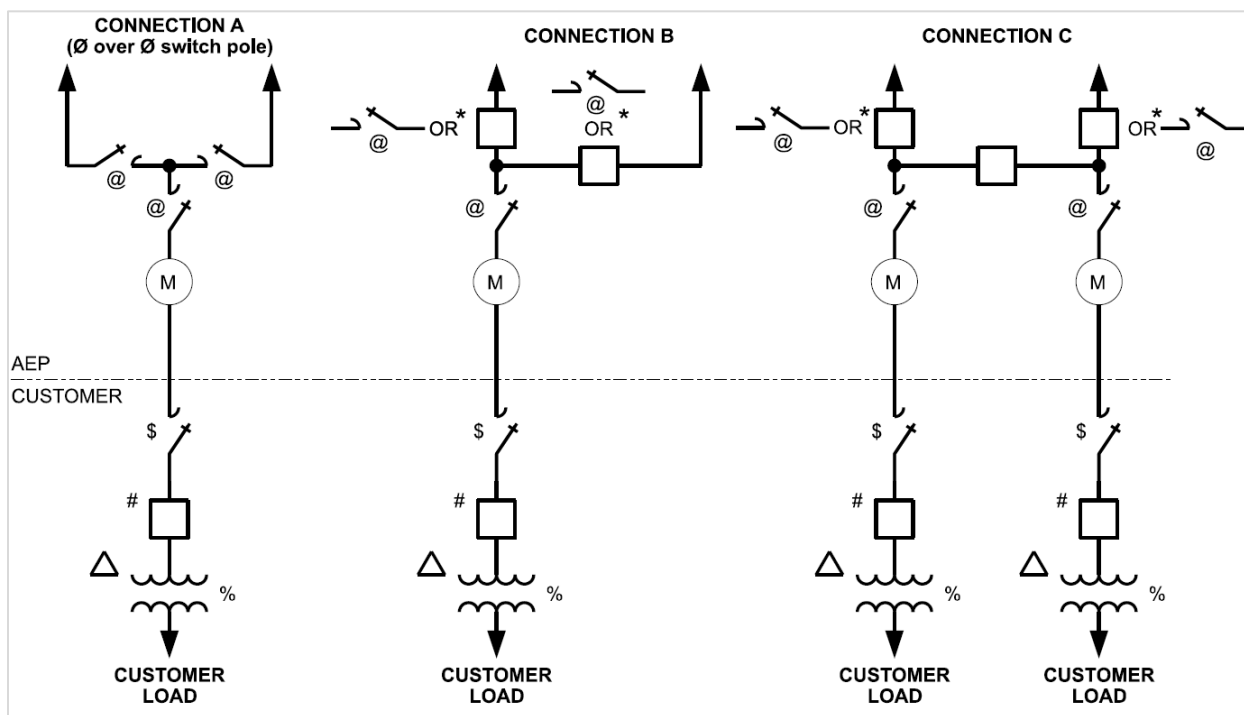 CONNECTION A
(Ø over Ø switch pole)
CONNECTION B
CONNECTION C
@
@
@
@
OR*
@
OR*
@
@
OR*
@
OR*
@
@
@
M
M
M
M
AEP
CUSTOMER
$
$
$
$
#
#
#
#
%
%
%
%
CUSTOMER
LOAD
CUSTOMER
LOAD
CUSTOMER
LOAD
CUSTOMER
LOAD